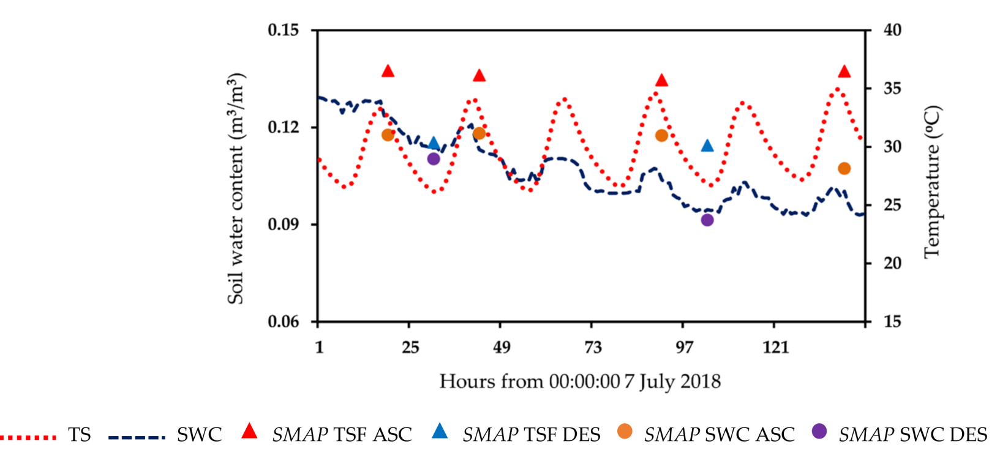 0.15
40
35
0.12
30
0.09
25
20
0.06
15
Soil water content (m³/m³)
Temperature (ºC)
1 25 49 73 97 121
Hours from 00:00:00 7 July 2018
TS SWC SMAP TSF ASC SMAP TSF DES SMAP SWC ASC SMAP SWC DES